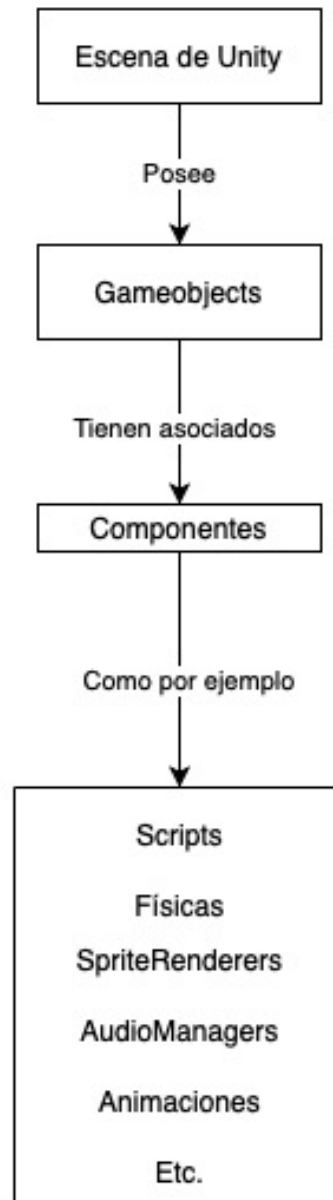 Escena de Unity
Posee
Gameobjects
Tienen asociados
Componentes
Como por ejemplo
Scripts
Físicas
SpriteRenderers
AudioManagers
Animaciones
Etc.